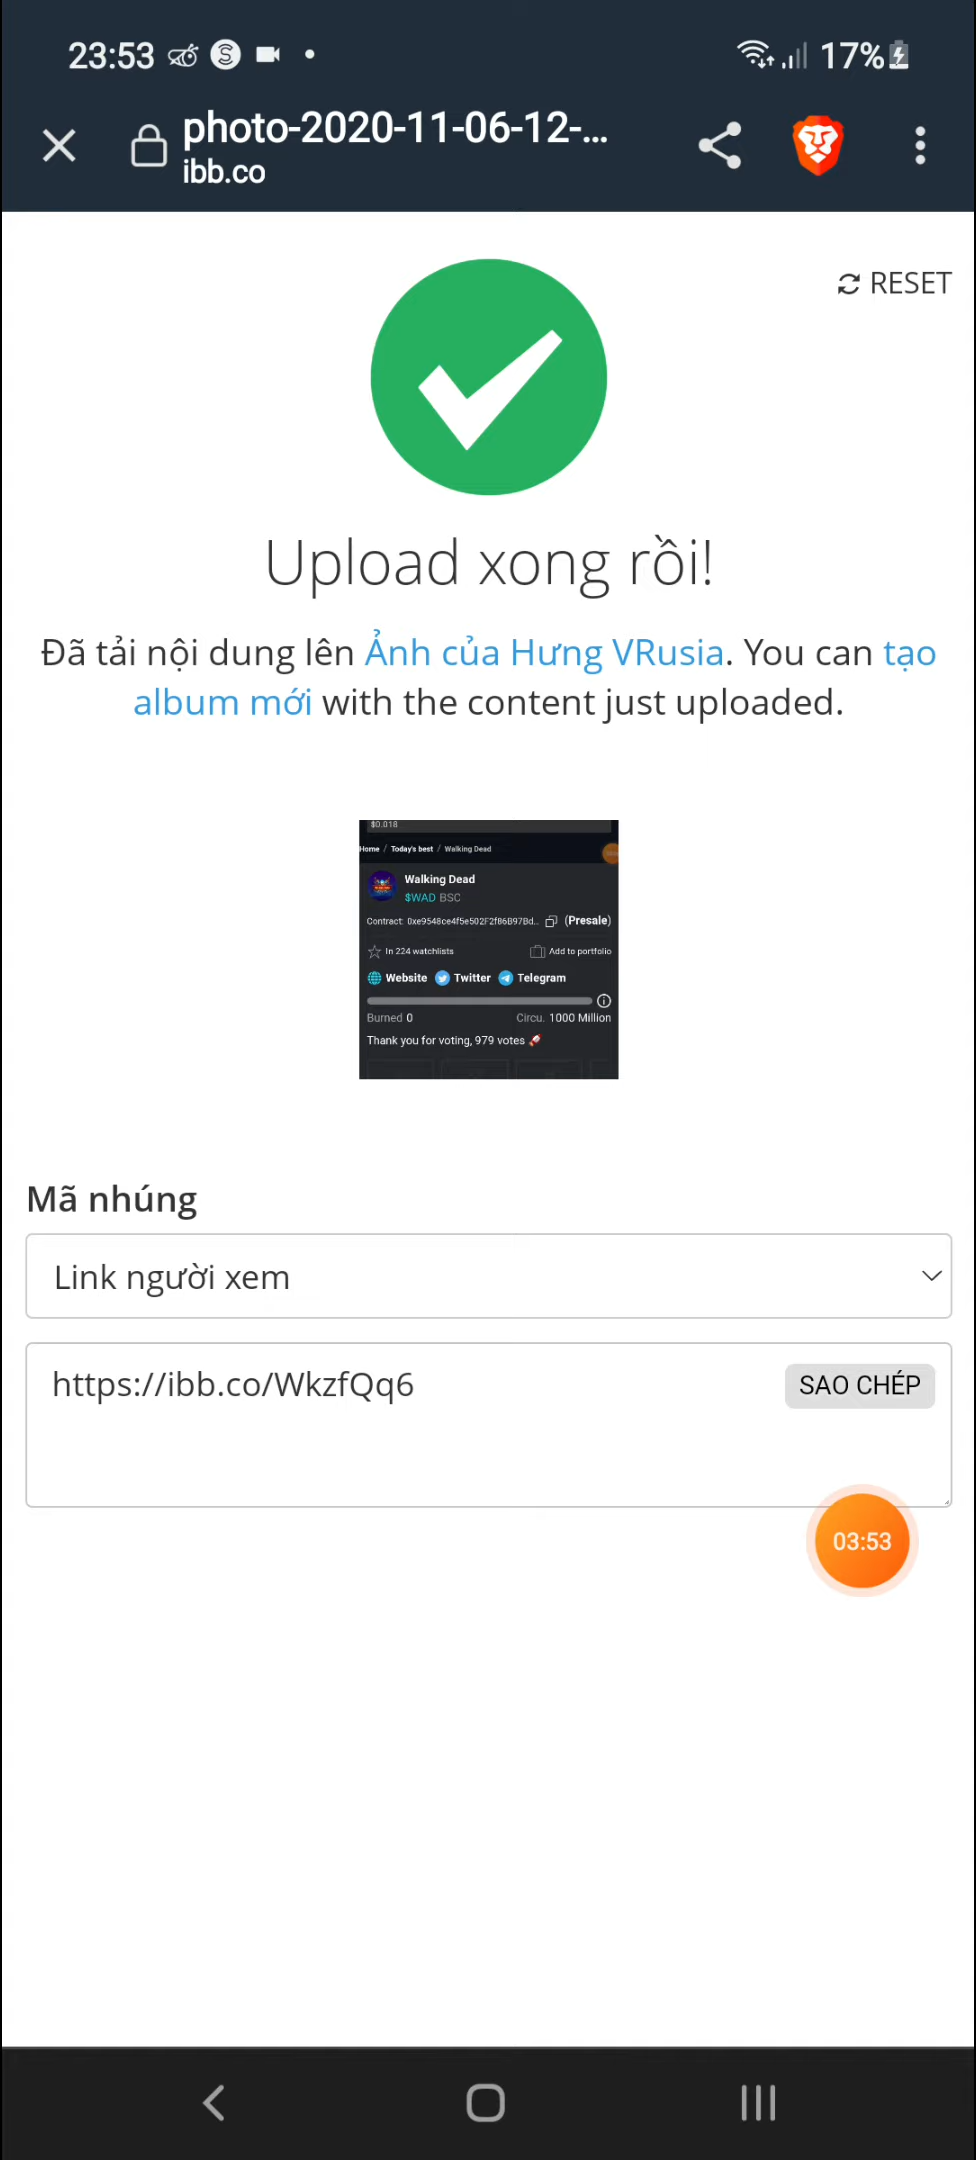 23:53
17%
photo-2020-11-06-12-...
ibb.co
RESET
Upload xong rồi!
Đã tải nội dung lên Ảnh của Hưng VRusia. You can tạo
album mới with the content just uploaded.
$0.018
Home / Today's best / Walking Dead
Walking Dead
$WAD BSC
Contract: 0xe9548ce4f5e502F2f86B97Bd... (Presale)
In 224 watchlists Add to portfolio
Website Twitter Telegram
Burned 0 Circu. 1000 Million
Thank you for voting, 979 votes
Mã nhúng
Link người xem
https://ibb.co/WkzfQq6
SAO CHÉP
03:53